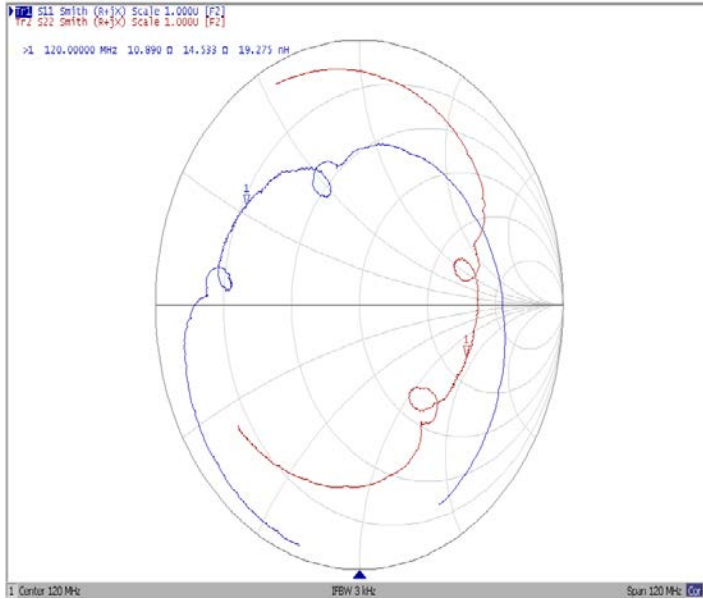 Tr1 S11 Smith (R+jX) Scale 1.000U [F2]
Tr2 S22 Smith (R+jX) Scale 1.000U [F2]
>1 120.00000 MHz 10.890 Ω 14.533 Ω 19.275 nH
1
1
1 Center 120 MHz IFBW 3 kHz Span 120 MHz Cor